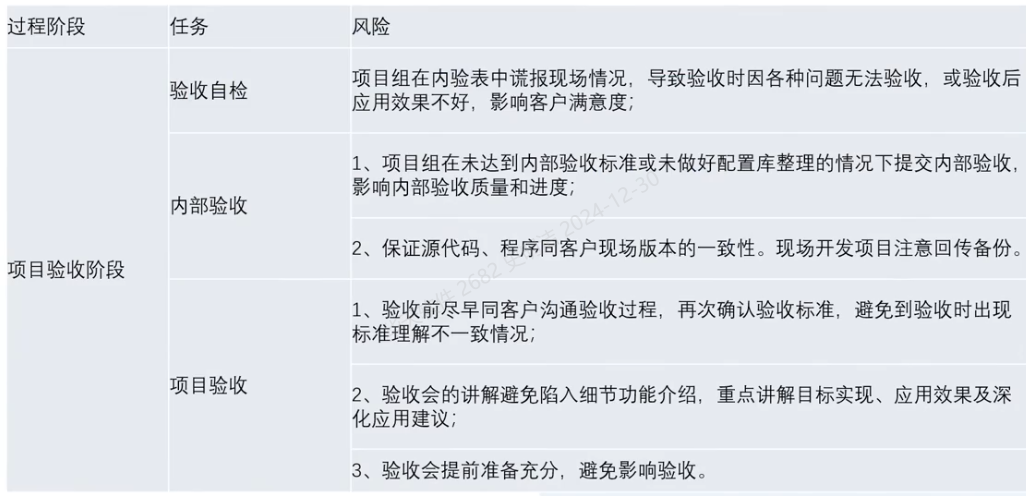 过程阶段
任务
风险
项目验收阶段
验收自检
项目组在内验表中谎报现场情况，导致验收时因各种问题无法验收，或验收后
应用效果不好，影响客户满意度；
内部验收
1、项目组在未达到内部验收标准或未做好配置库整理的情况下提交内部验收，
影响内部验收质量和进度；
2、保证源代码、程序同客户现场版本的一致性。现场开发项目注意回传备份。
项目验收
1、验收前尽早同客户沟通验收过程，再次确认验收标准，避免到验收时出现
标准理解不一致情况；
2、验收会的讲解避免陷入细节功能介绍，重点讲解目标实现、应用效果及深
化应用建议；
3、验收会提前准备充分，避免影响验收。
2682
2024-12-30